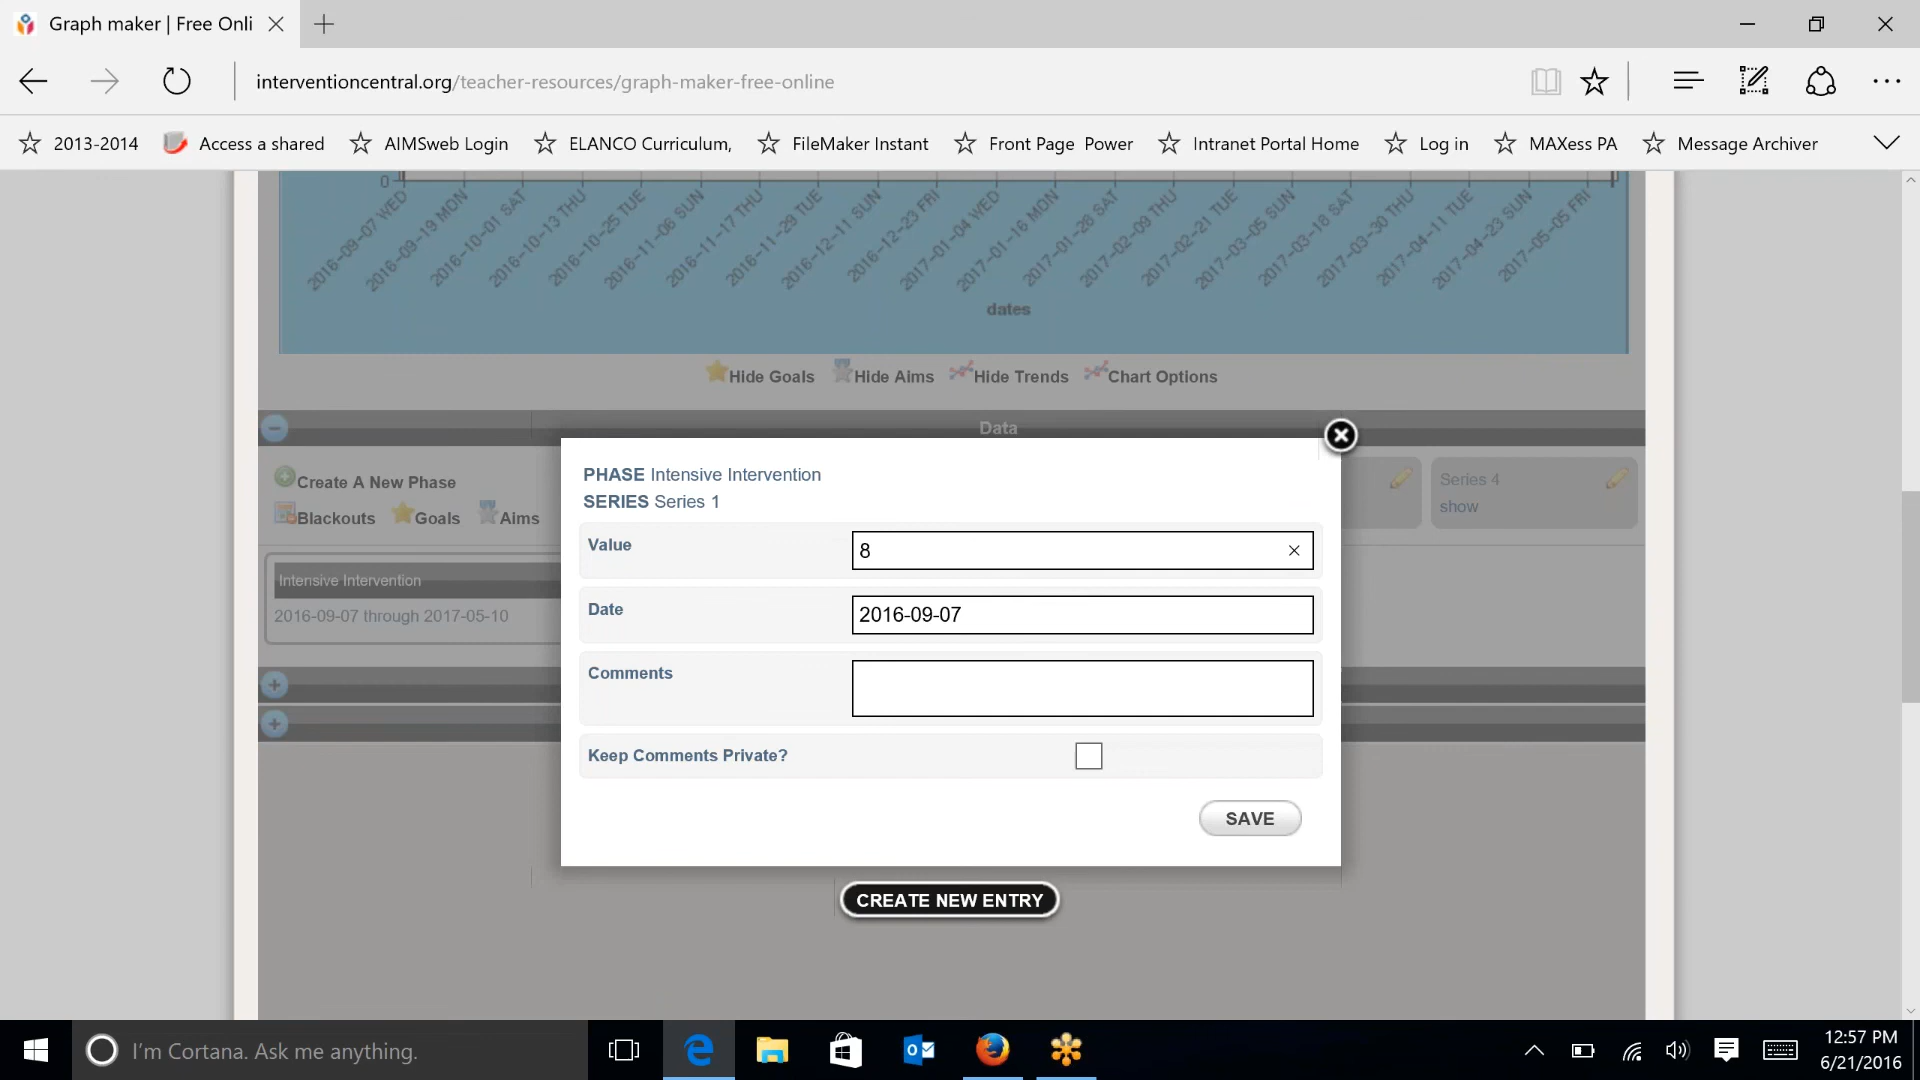 Graph maker | Free Onli
interventioncentral.org/teacher-resources/graph-maker-free-online
2013-2014 Access a shared AIMSweb Login ELANCO Curriculum, FileMaker Instant Front Page Power Intranet Portal Home Log in MAXess PA Message Archiver
0
2016-09-07 WED 2016-09-19 MON 2016-10-01 SAT 2016-10-13 THU 2016-10-25 TUE 2016-11-06 SUN 2016-11-17 THU 2016-11-29 TUE 2016-12-11 SUN 2016-12-23 FRI 2017-01-04 WED 2017-01-16 MON 2017-01-28 SAT 2017-02-09 THU 2017-02-21 TUE 2017-03-05 SUN 2017-03-18 SAT 2017-03-30 THU 2017-04-11 TUE 2017-04-23 SUN 2017-05-05 FRI
dates
Hide Goals Hide Aims Hide Trends Chart Options
Data
Create A New Phase
Blackouts Goals Aims
Series 4
show
Intensive Intervention
2016-09-07 through 2017-05-10
PHASE Intensive Intervention
SERIES Series 1
Value 8
Date 2016-09-07
Comments
Keep Comments Private?
SAVE
CREATE NEW ENTRY
I'm Cortana. Ask me anything.
12:57 PM
6/21/2016